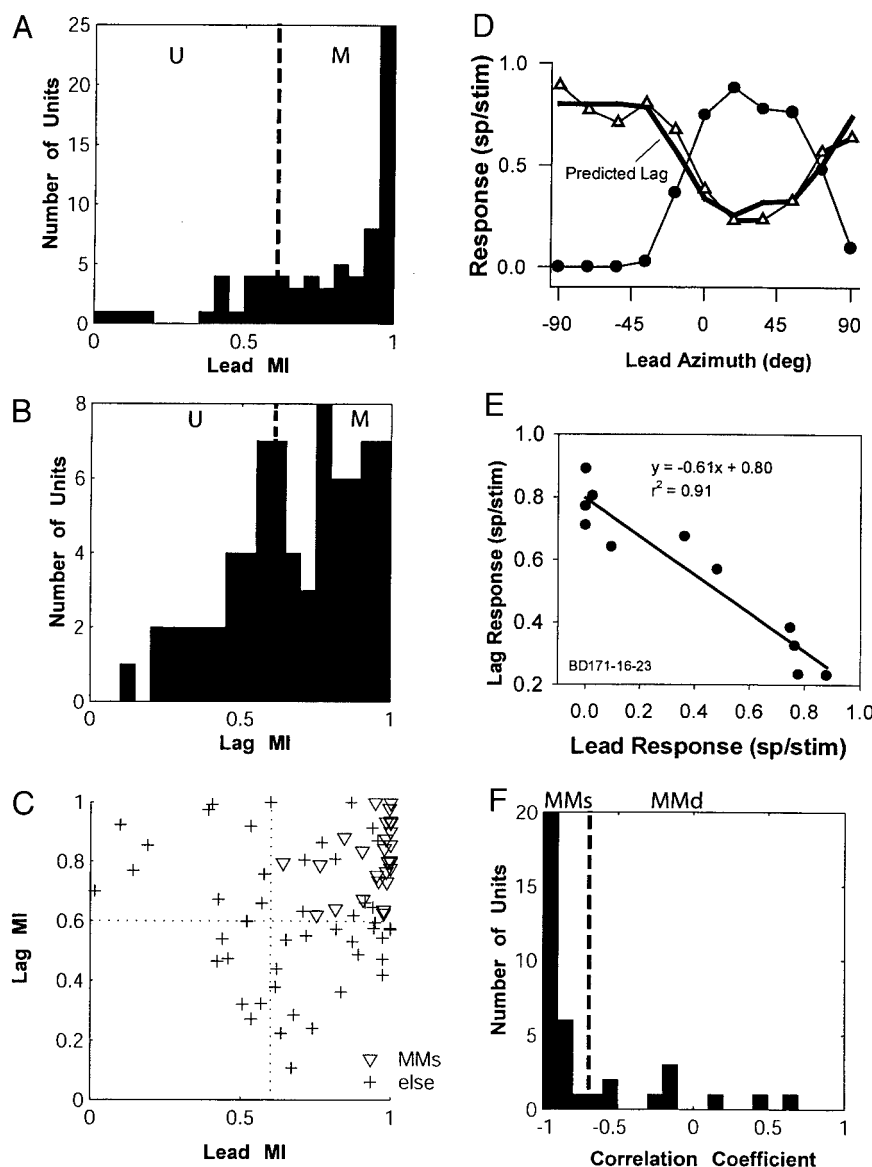 A
U
M
25
20
15
10
5
0
Number of Units
0
0.5
1
Lead MI
B
U
M
8
6
4
2
0
Number of Units
0
0.5
1
Lag MI
C
1
0.8
0.6
0.4
0.2
0
Lag MI
MMs
else
0
0.5
1
Lead MI
D
1.0
0.5
0.0
Response (sp/stim)
Predicted Lag
-90
-45
0
45
90
Lead Azimuth (deg)
E
y = -0.61x + 0.80
r² = 0.91
1.0
0.8
0.6
0.4
0.2
Lag Response (sp/stim)
BD171-16-23
0.0 0.2 0.4 0.6 0.8 1.0
Lead Response (sp/stim)
F
MMs
MMd
20
15
10
5
0
Number of Units
-1
-0.5
0
0.5
1
Correlation Coefficient